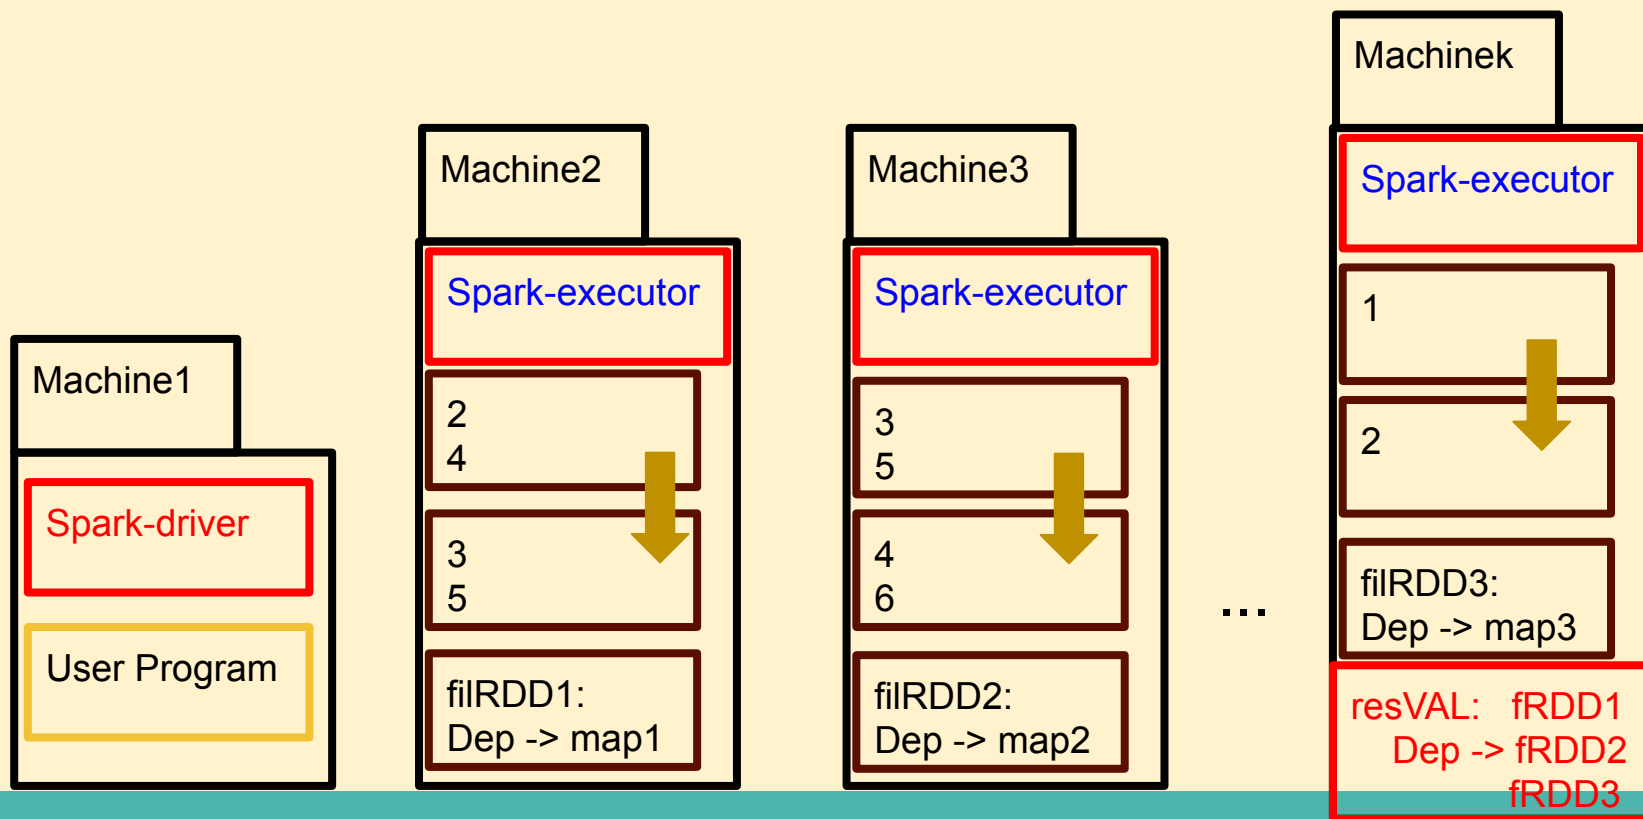 Machine1
Spark-driver
User Program
Machine2
Spark-executor
2
4
3
5
filRDD1:
Dep -> map1
Machine3
Spark-executor
3
5
4
6
filRDD2:
Dep -> map2
...
Machinek
Spark-executor
1
2
filRDD3:
Dep -> map3
resVAL: fRDD1
Dep -> fRDD2
fRDD3